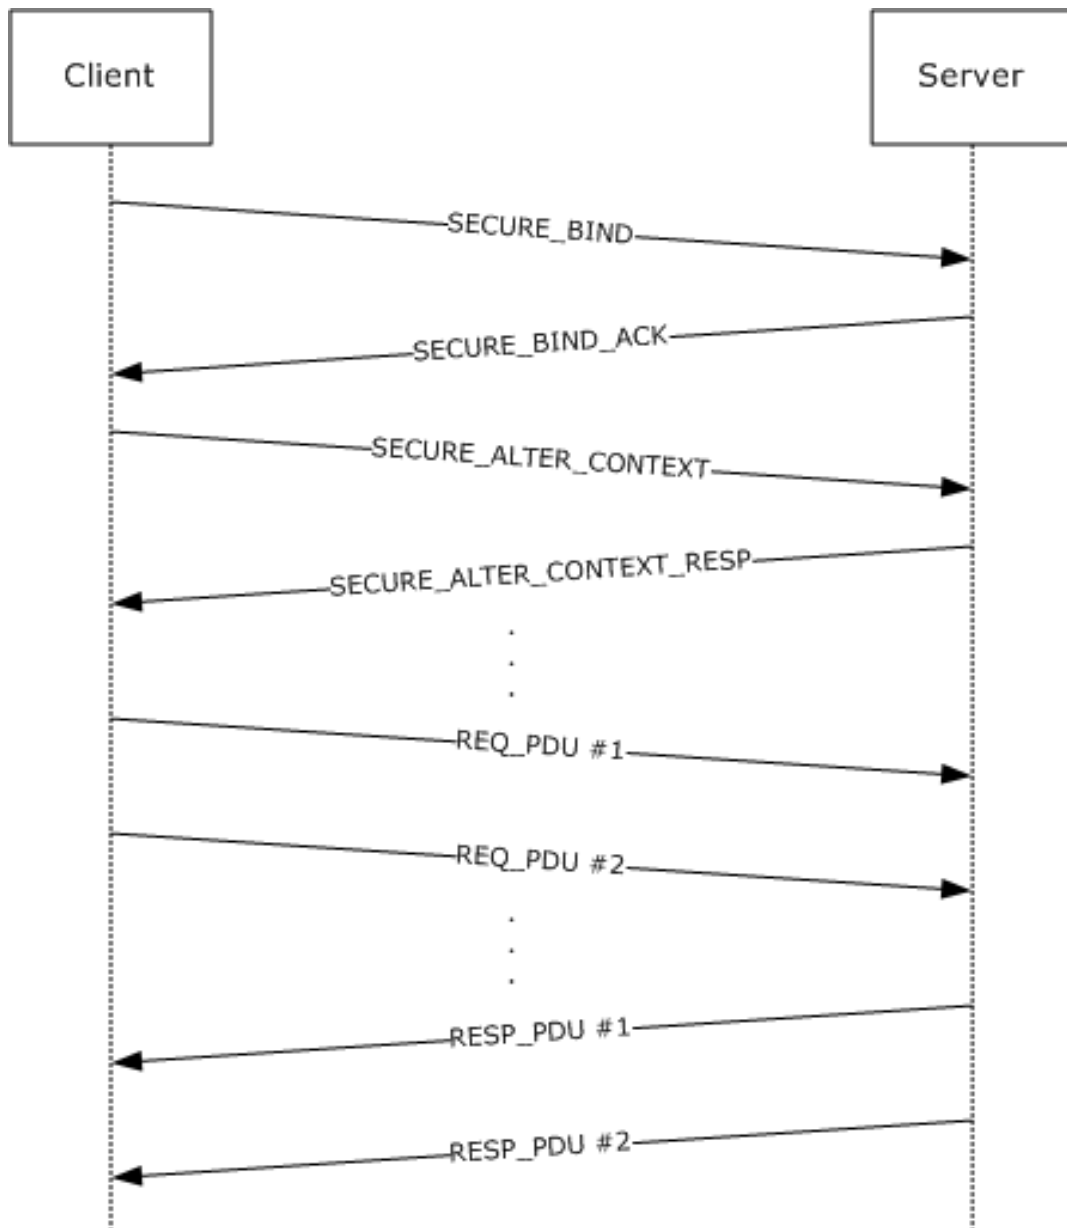 Client
Server
SECURE_BIND
SECURE_BIND_ACK
SECURE_ALTER_CONTEXT
SECURE_ALTER_CONTEXT_RESP
.
.
.
REQ_PDU #1
REQ_PDU #2
.
.
.
RESP_PDU #1
RESP_PDU #2